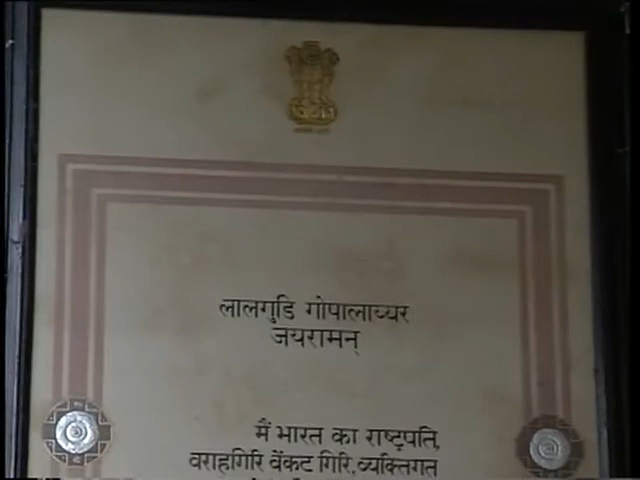 लालगुडि गोपालाय्यर
जयरामन्
मैं भारत का राष्ट्रपति,
वराहगिरि वेंकट गिरि, व्यक्तिगत